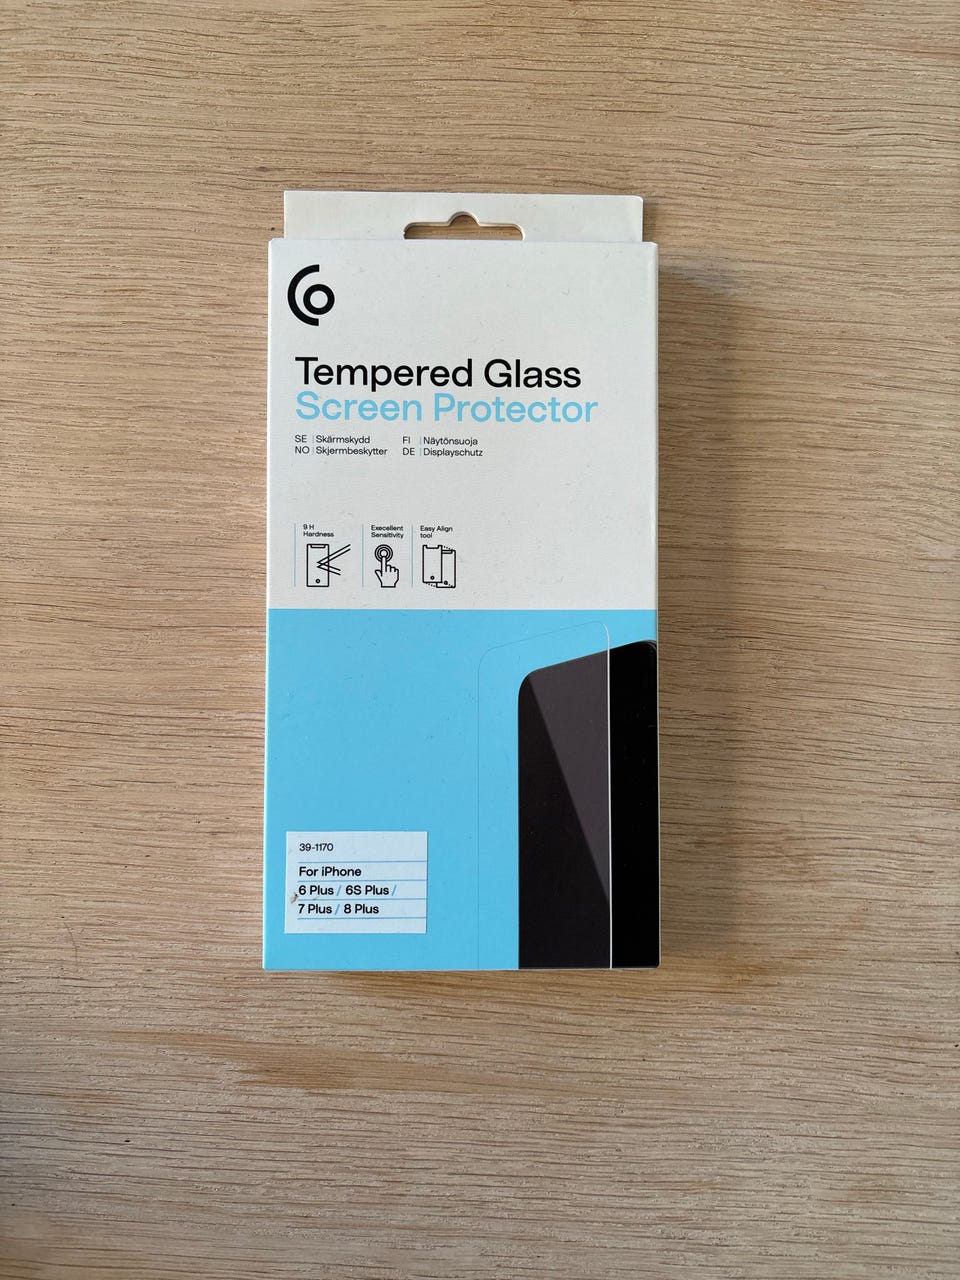 Tempered Glass
Screen Protector
SE | Skärmskydd
NO | Skjermbeskytter
FI | Näytönsuoja
DE | Displayschutz
9 H
Hardness
Execellent
Sensitivity
Easy Align
tool
39-1170
For iPhone
6 Plus / 6S Plus /
7 Plus / 8 Plus